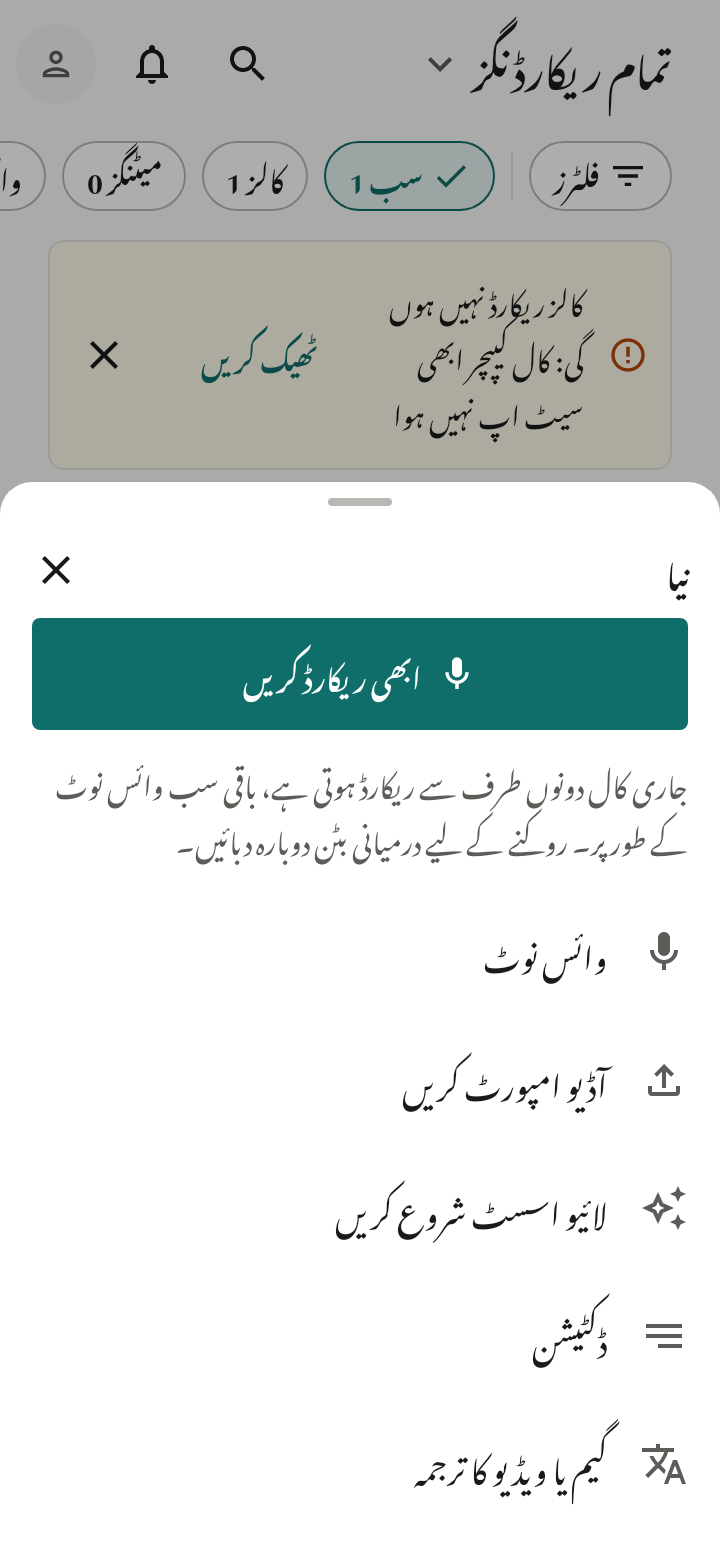 تمام ریکارڈنگز
فلٹرز
سب 1
کالز 1
میٹنگز 0
وا
کالز ریکارڈ نہیں ہوں
گی: کال کیپچر ابھی
سیٹ اپ نہیں ہوا
ٹھیک کریں
نیا
ابھی ریکارڈ کریں
جاری کال دونوں طرف سے ریکارڈ ہوتی ہے، باقی سب وائس نوٹ
کے طور پر۔ روکنے کے لیے درمیانی بٹن دوبارہ دبائیں۔
وائس نوٹ
آڈیو امپورٹ کریں
لائیو اسسٹ شروع کریں
ڈکٹیشن
گیم یا ویڈیو کا ترجمہ